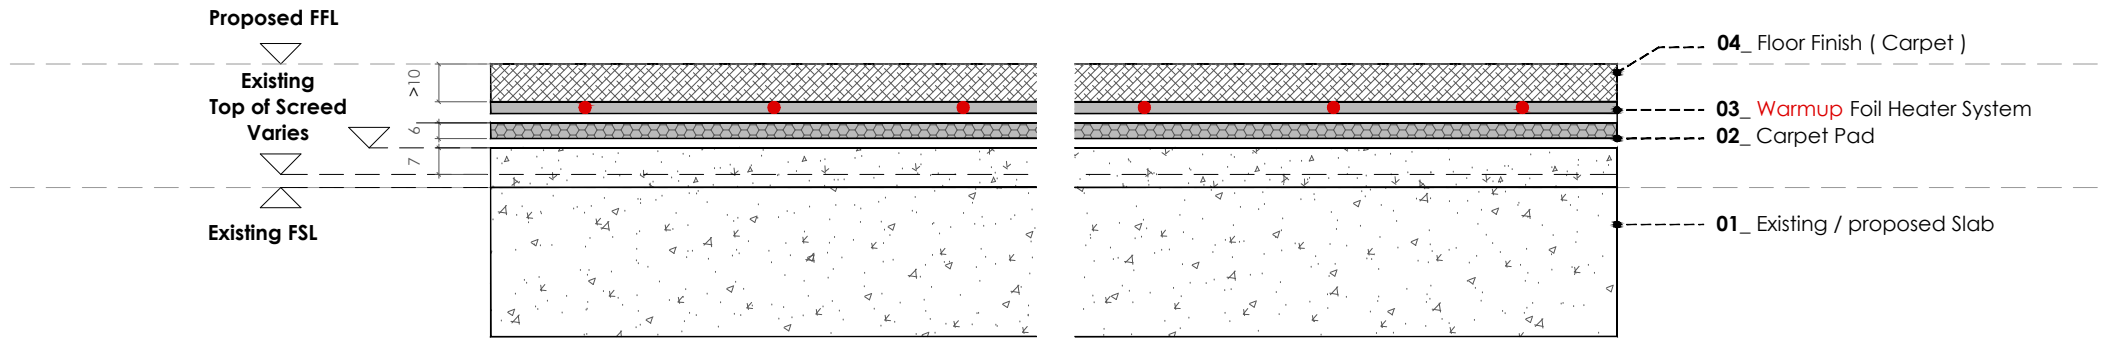 Proposed FFL
Existing
Top of Screed
Varies
Existing FSL
>10
6
7
04_ Floor Finish ( Carpet )
03_ Warmup Foil Heater System
02_ Carpet Pad
01_ Existing / proposed Slab